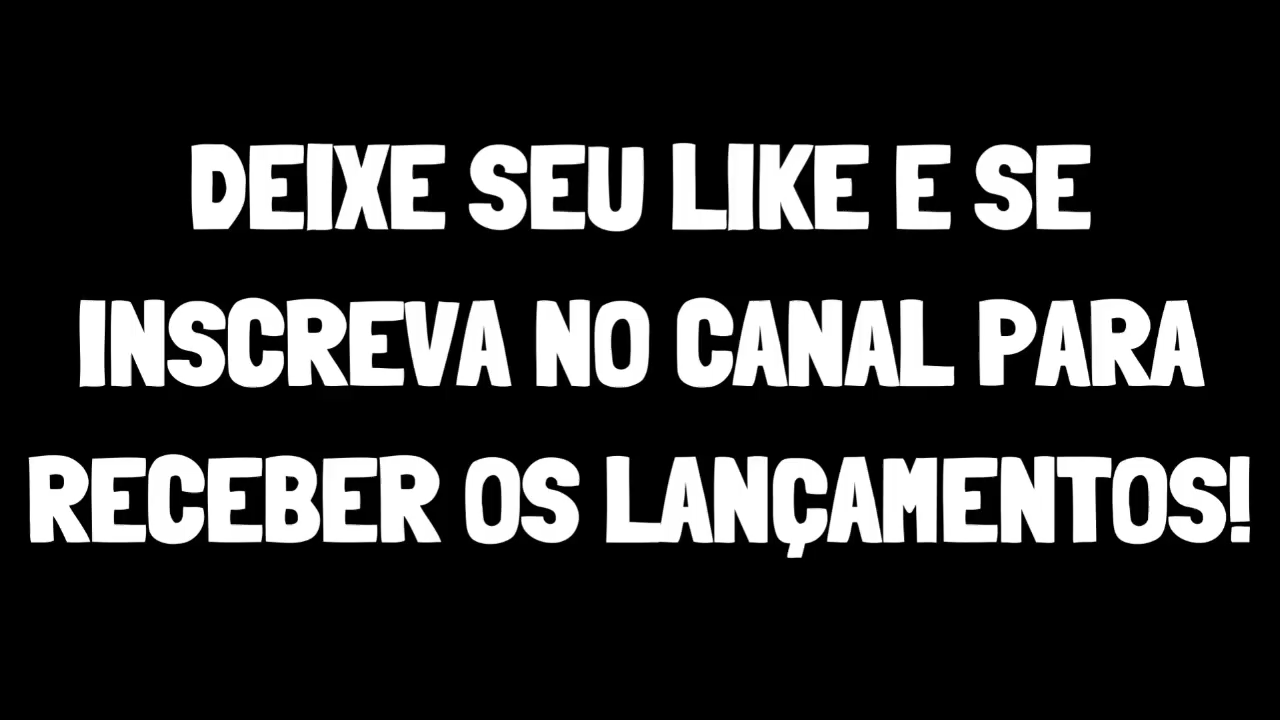 DEIXE SEU LIKE E SE
INSCREVA NO CANAL PARA
RECEBER OS LANÇAMENTOS!